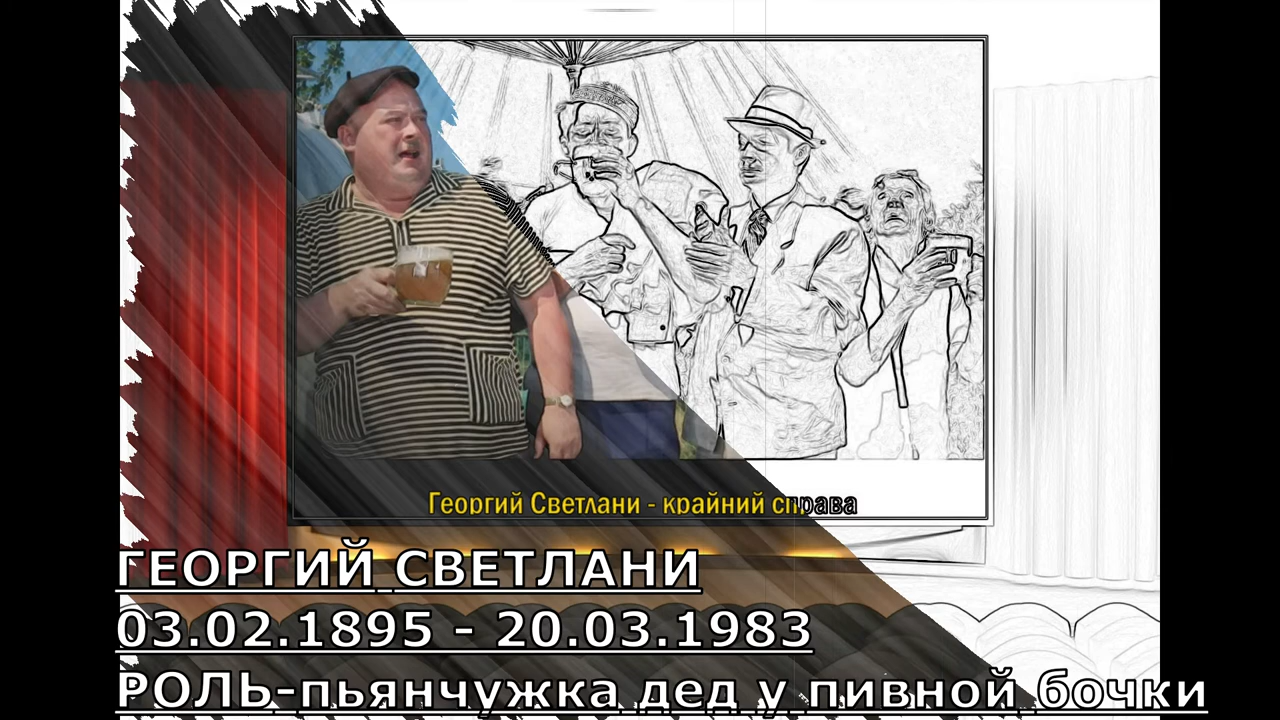 Георгий Светлани - крайний справа
ГЕОРГИЙ СВЕТЛАНИ
03.02.1895 - 20.03.1983
РОЛЬ-пьянчужка дед у пивной бочки